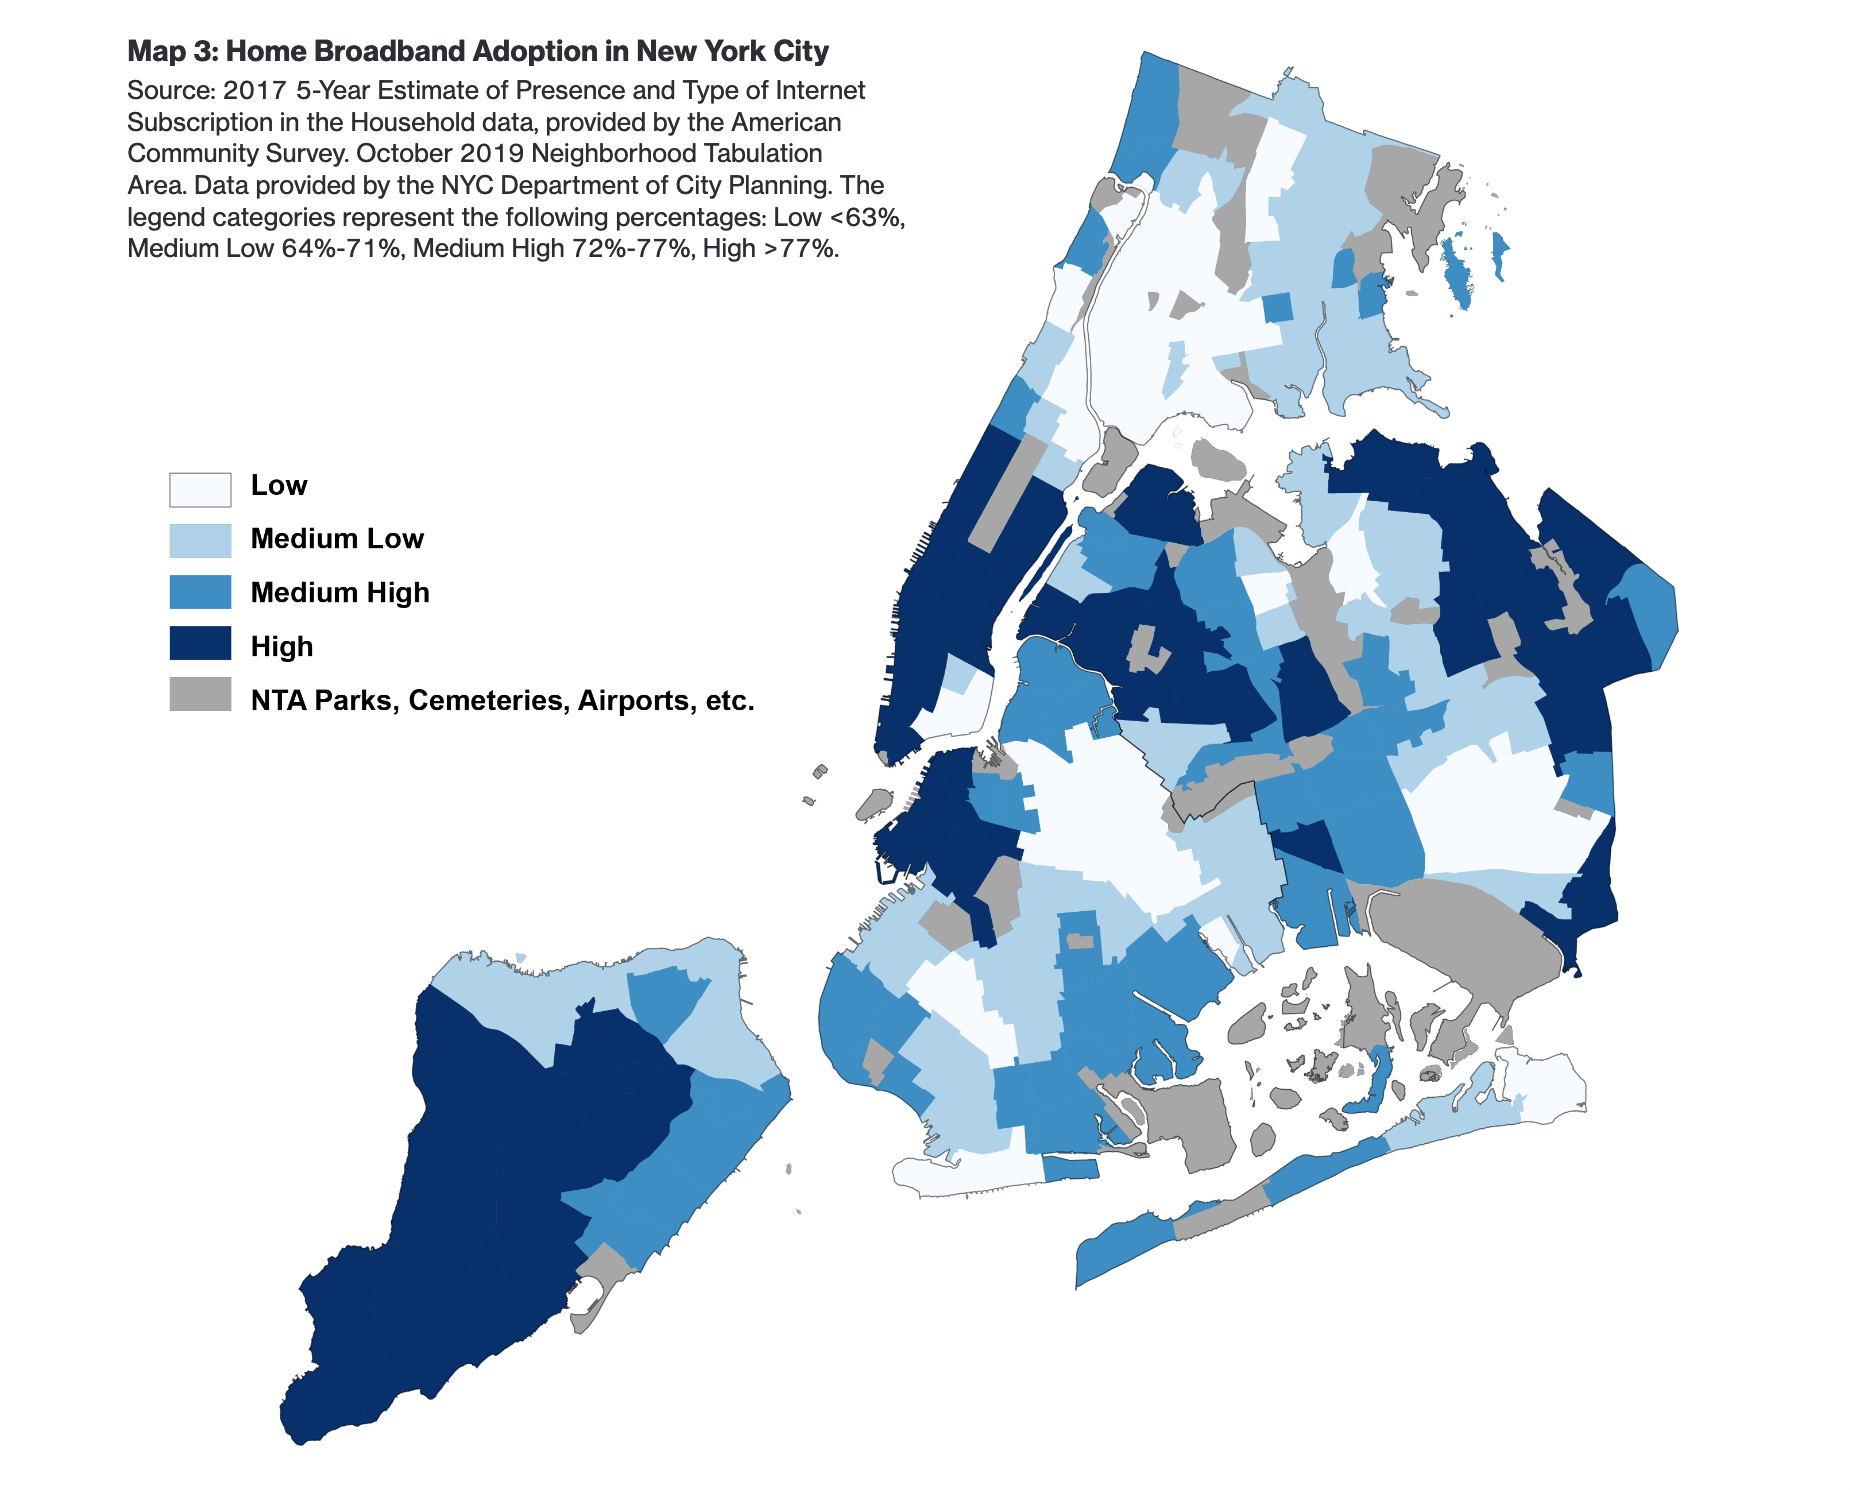 Map 3: Home Broadband Adoption in New York City
Source: 2017 5-Year Estimate of Presence and Type of Internet
Subscription in the Household data, provided by the American
Community Survey. October 2019 Neighborhood Tabulation
Area. Data provided by the NYC Department of City Planning. The
legend categories represent the following percentages: Low <63%,
Medium Low 64%-71%, Medium High 72%-77%, High >77%.
Low
Medium Low
Medium High
High
NTA Parks, Cemeteries, Airports, etc.